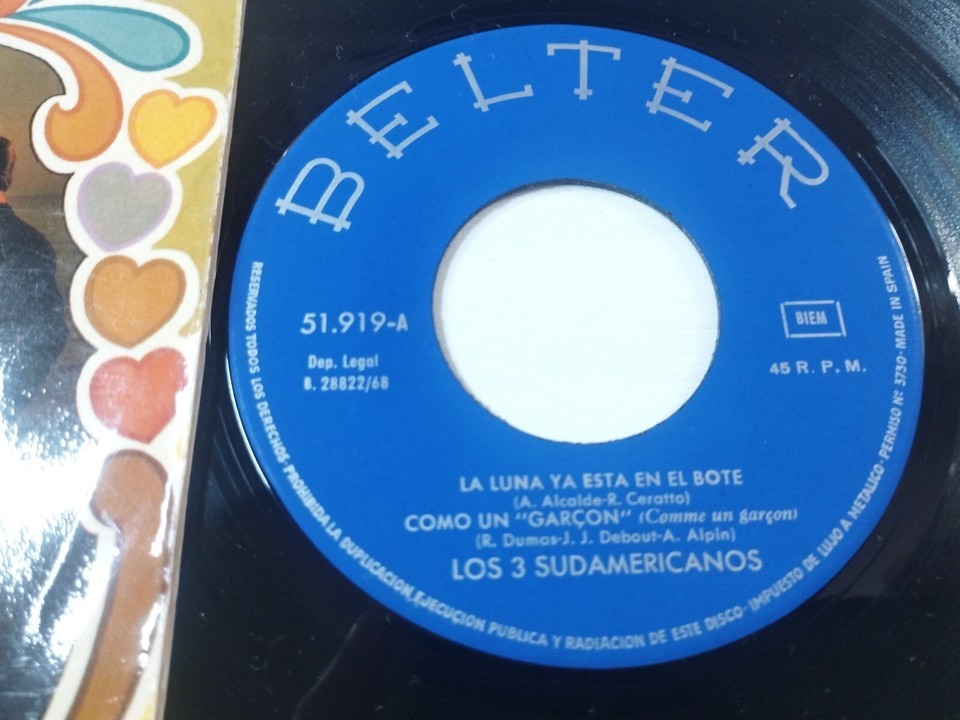 BELTER
51.919-A
Dep. Legal
B. 28822/68
BIEM
45 R. P. M.
LA LUNA YA ESTA EN EL BOTE
(A. Alcalde-R. Ceratto)
COMO UN "GARÇON" (Comme un garçon)
(R. Dumas-J. J. Debout-A. Alpin)
LOS 3 SUDAMERICANOS
RESERVADOS TODOS LOS DERECHOS PROHIBIDA LA DUPLICACION, EJECUCION PUBLICA Y RADIACION DE ESTE DISCO · IMPUESTO DE LUJO A METALICO · PERMISO Nº 3730 · MADE IN SPAIN